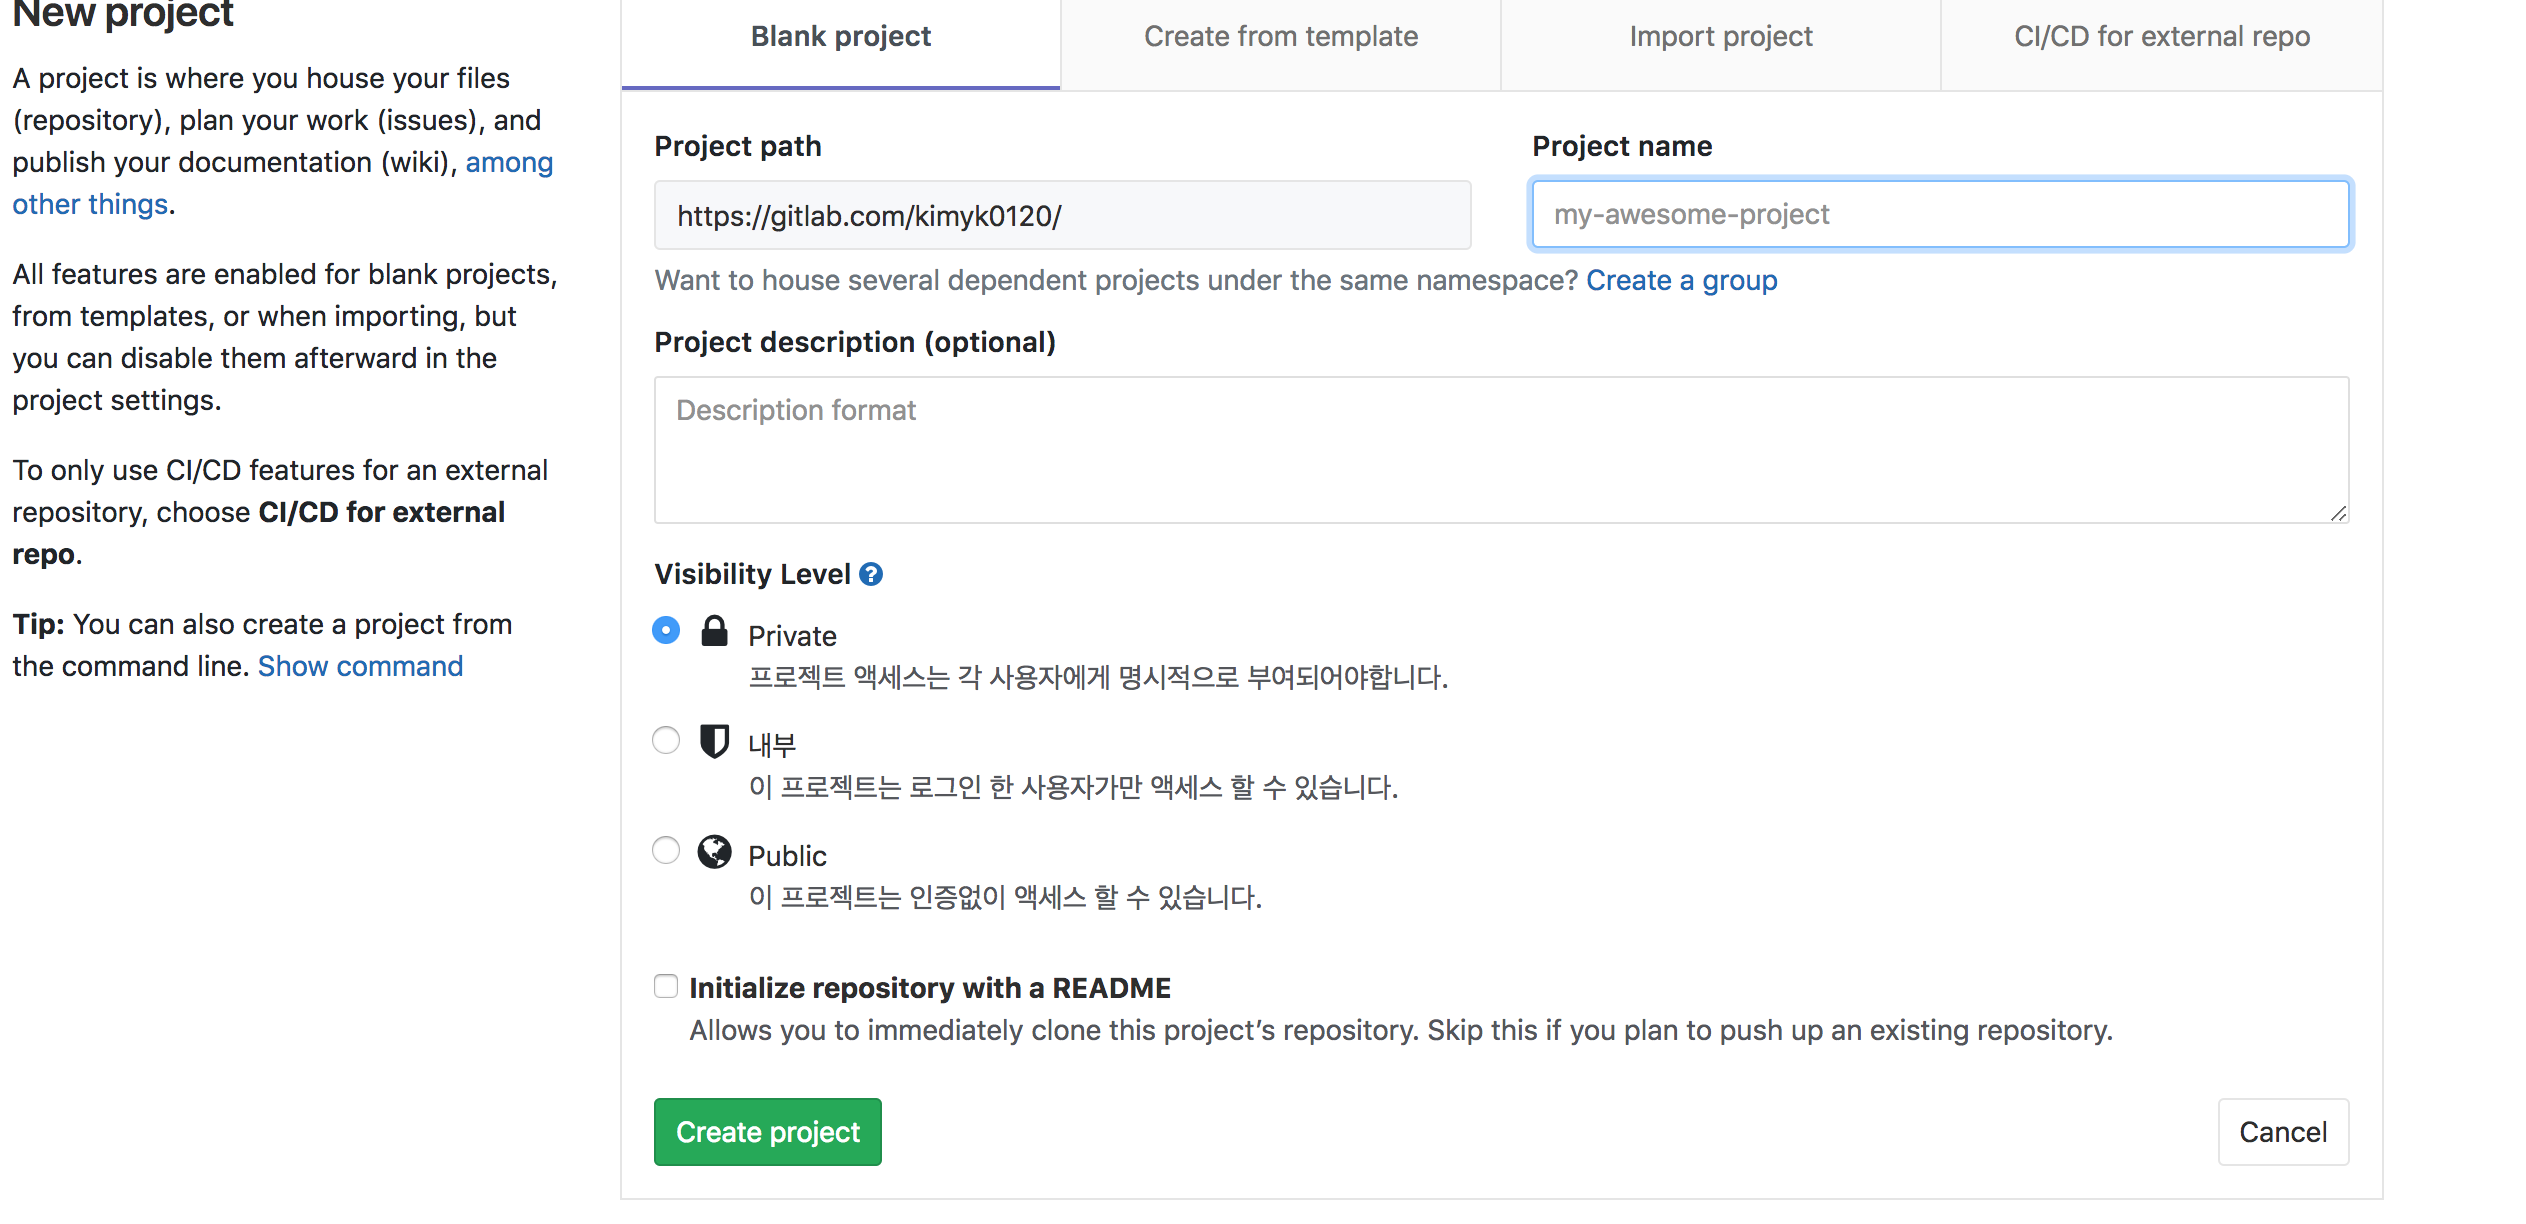 New project
A project is where you house your files
(repository), plan your work (issues), and
publish your documentation (wiki), among
other things.
All features are enabled for blank projects,
from templates, or when importing, but
you can disable them afterward in the
project settings.
To only use CI/CD features for an external
repository, choose CI/CD for external
repo.
Tip: You can also create a project from
the command line. Show command
Blank project
Create from template
Import project
CI/CD for external repo
Project path
Project name
https://gitlab.com/kimyk0120/
my-awesome-project
Want to house several dependent projects under the same namespace? Create a group
Project description (optional)
Description format
Visibility Level ?
Private
프로젝트 액세스는 각 사용자에게 명시적으로 부여되어야합니다.
내부
이 프로젝트는 로그인 한 사용자가만 액세스 할 수 있습니다.
Public
이 프로젝트는 인증없이 액세스 할 수 있습니다.
Initialize repository with a README
Allows you to immediately clone this project’s repository. Skip this if you plan to push up an existing repository.
Create project
Cancel